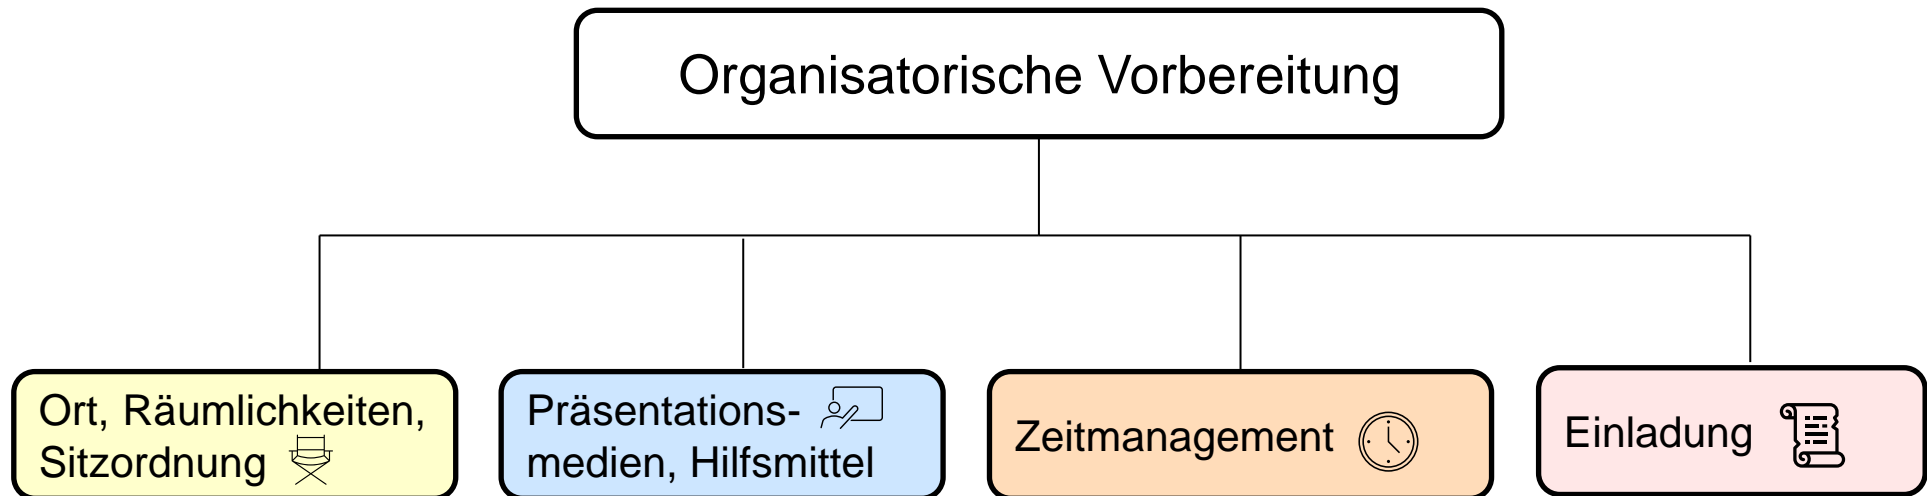 Organisatorische Vorbereitung
Ort, Räumlichkeiten,
Sitzordnung
Präsentations-
medien, Hilfsmittel
Zeitmanagement
Einladung